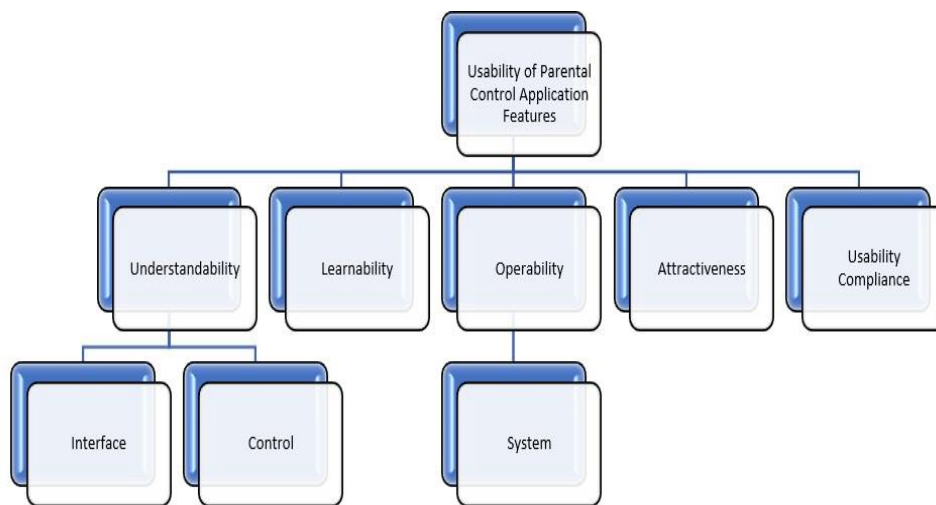 Usability of Parental
Control Application
Features
Understandability
Learnability
Operability
Attractiveness
Usability
Compliance
Interface
Control
System